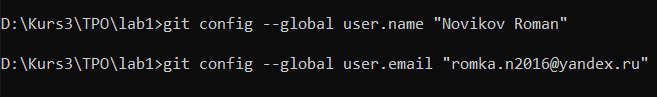 D:\Kurs3\TPO\lab1>git config --global user.name "Novikov Roman"
D:\Kurs3\TPO\lab1>git config --global user.email "romka.n2016@yandex.ru"